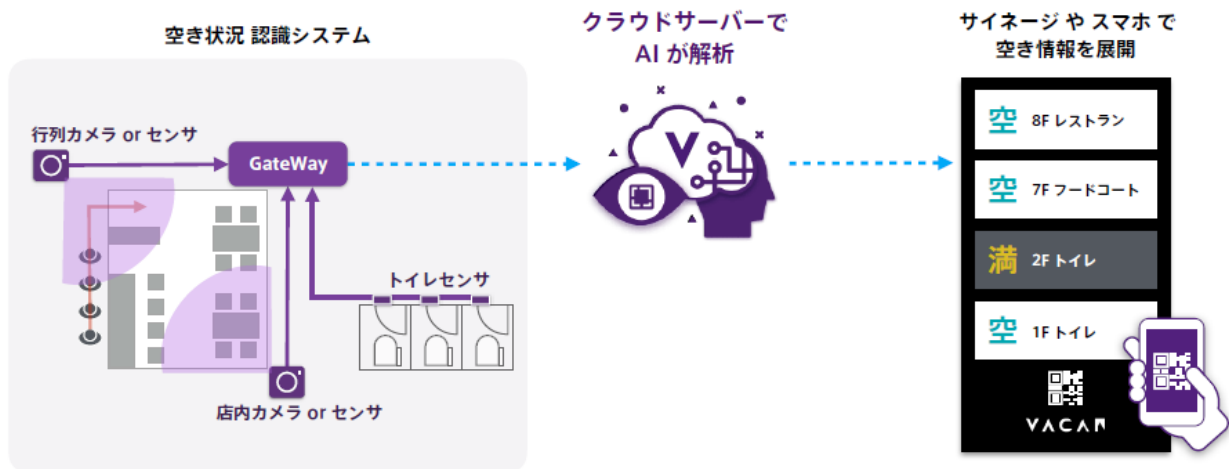 空き状況 認識システム
行列カメラ or センサ
GateWay
トイレセンサ
店内カメラ or センサ
クラウドサーバーで
AI が解析
V
サイネージ や スマホ で
空き情報を展開
空 8F レストラン
空 7F フードコート
満 2F トイレ
空 1F トイレ
VACAN